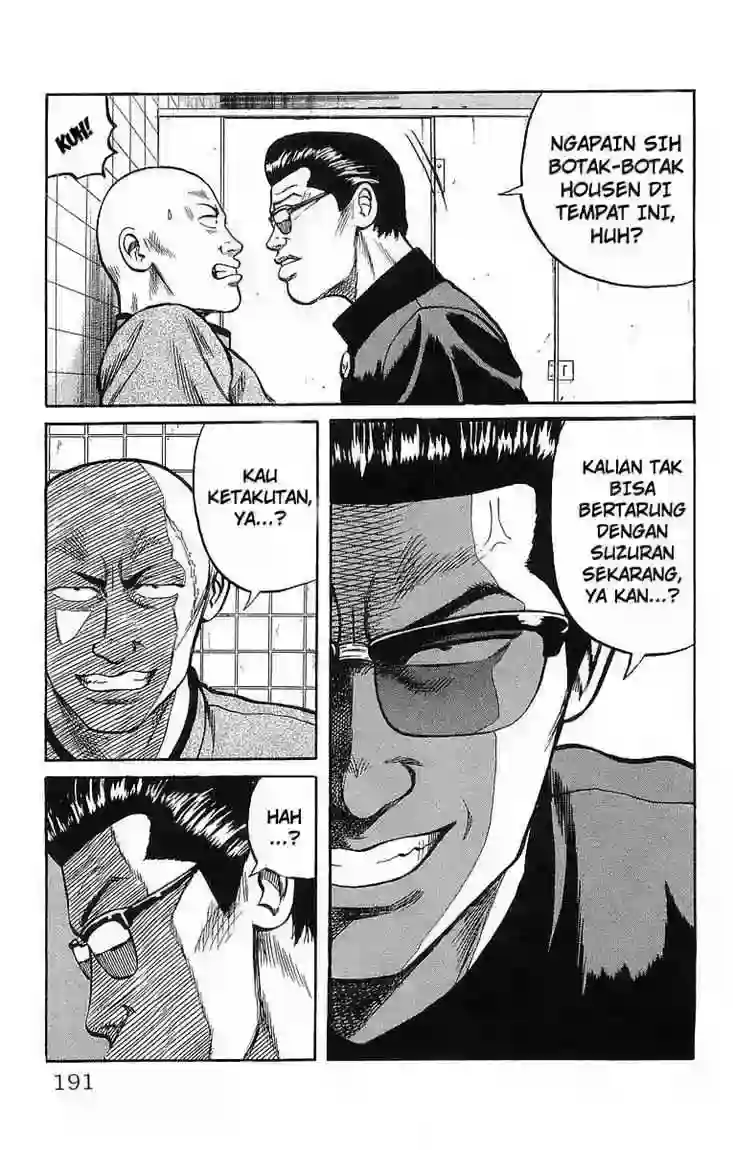 NGAPAIN SIH
BOTAK-BOTAK
HOUSEN DI
TEMPAT INI,
HUH?
KUH!
KALIAN TAK
BISA
BERTARUNG
DENGAN
SUZURAN
SEKARANG,
YA KAN...?
KAU
KETAKUTAN,
YA...?
HAH
...?
191